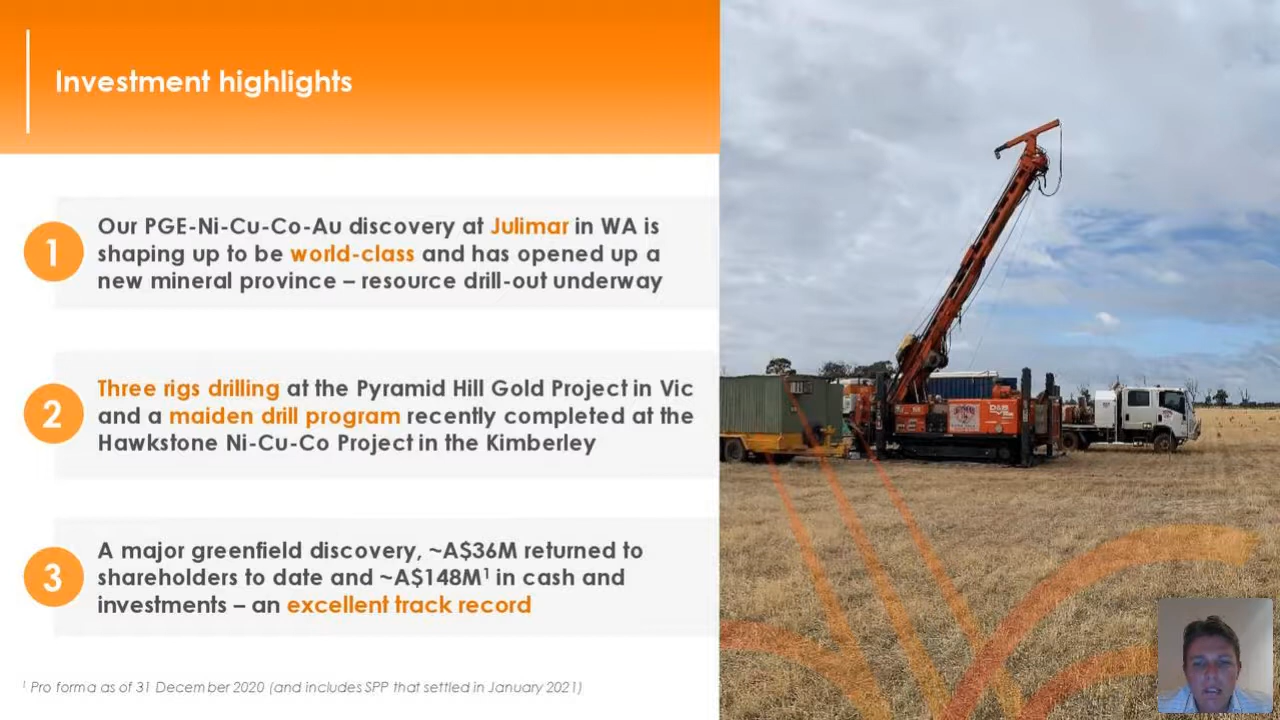 Investment highlights
1
Our PGE-Ni-Cu-Co-Au discovery at Julimar in WA is
shaping up to be world-class and has opened up a
new mineral province – resource drill-out underway
2
Three rigs drilling at the Pyramid Hill Gold Project in Vic
and a maiden drill program recently completed at the
Hawkstone Ni-Cu-Co Project in the Kimberley
3
A major greenfield discovery, ~A$36M returned to
shareholders to date and ~A$148M¹ in cash and
investments – an excellent track record
¹ Pro forma as of 31 December 2020 (and includes SPP that settled in January 2021)